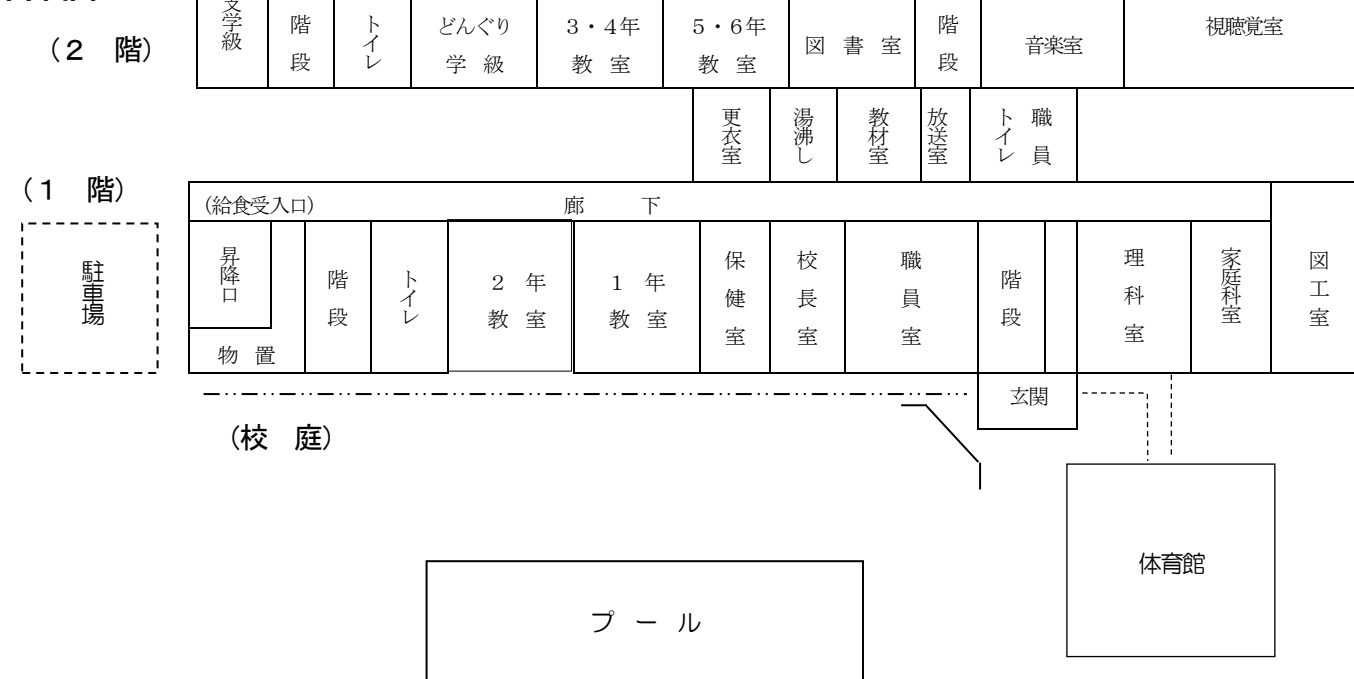 （２　階）
学級
階段
トイレ
どんぐり
学 級
３・４年
教 室
５・６年
教 室
図 書 室
階段
音楽室
視聴覚室
更衣室
湯沸し
教材室
放送室
職員
トイレ
（１　階）
(給食受入口)
廊　下
駐車場
昇降口
物 置
階段
トイレ
２ 年
教 室
１ 年
教 室
保健室
校長室
職員室
階段
理科室
家庭科室
図工室
玄関
（校　庭）
体育館
プ ー ル